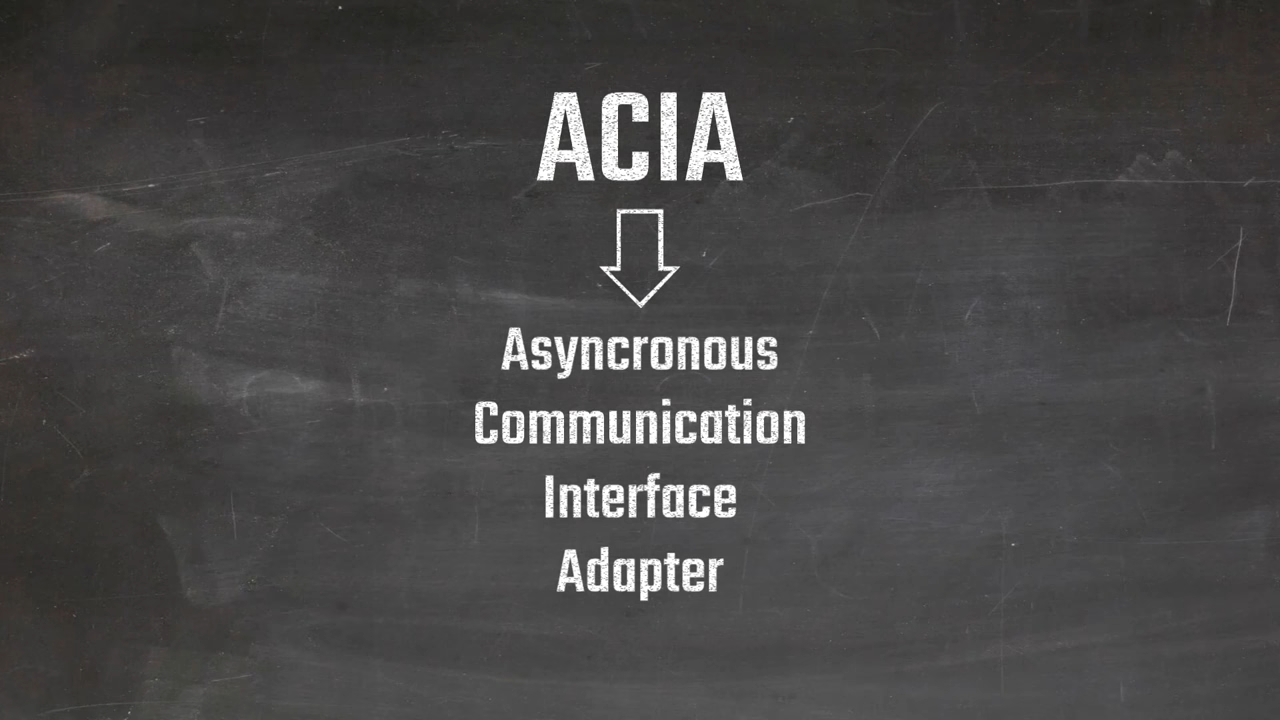 ACIA
Asyncronous
Communication
Interface
Adapter